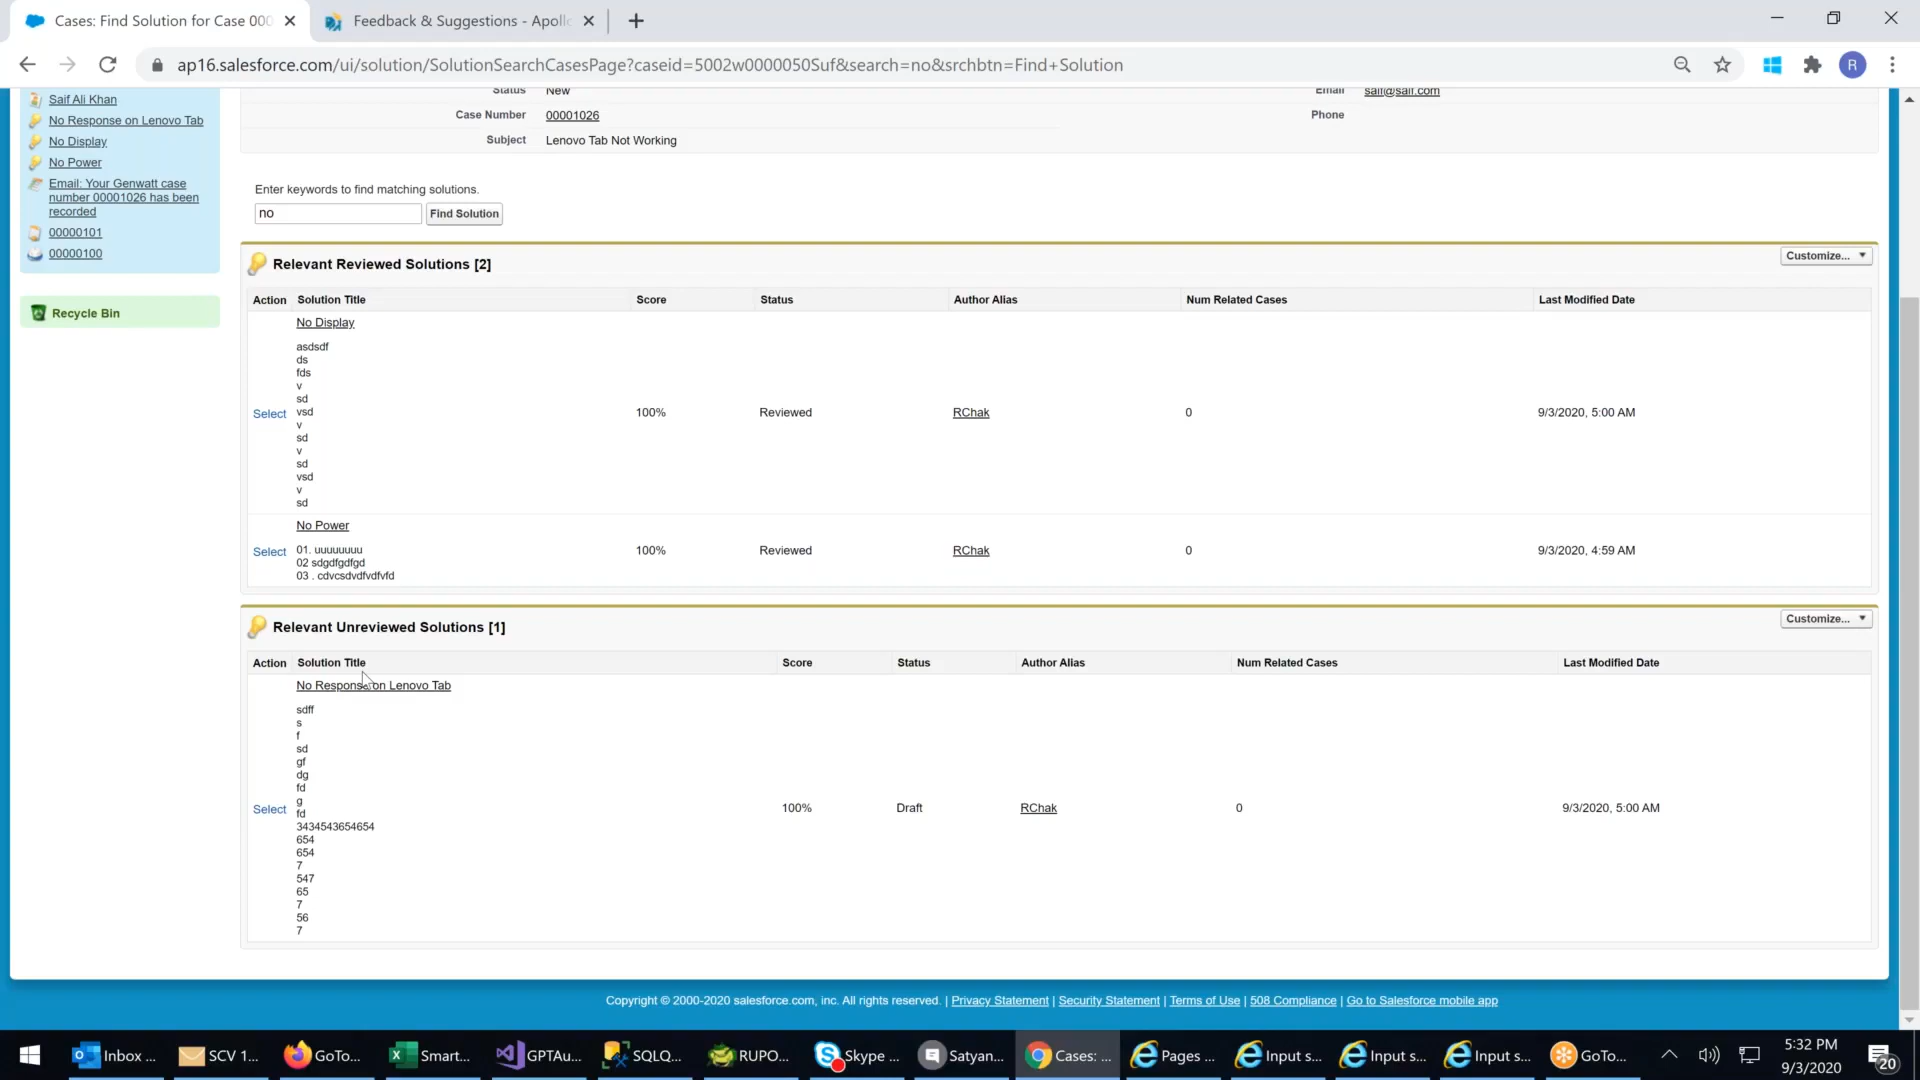 Cases: Find Solution for Case 000
Feedback & Suggestions - Apollo
ap16.salesforce.com/ui/solution/SolutionSearchCasesPage?caseid=5002w0000050Suf&search=no&srchbtn=Find+Solution
R
Saif Ali Khan
No Response on Lenovo Tab
No Display
No Power
Email: Your Genwatt case
number 00001026 has been
recorded
00000101
00000100
Recycle Bin
Status New
Email saif@saif.com
Case Number 00001026
Phone
Subject Lenovo Tab Not Working
Enter keywords to find matching solutions.
no Find Solution
Relevant Reviewed Solutions [2]
Customize...
Action Solution Title Score Status Author Alias Num Related Cases Last Modified Date
No Display
asdsdf
ds
fds
v
sd
vsd
v
sd
v
sd
vsd
v
sd
Select 100% Reviewed RChak 0 9/3/2020, 5:00 AM
No Power
01. uuuuuuuu
02 sdgdfgdfgd
03 . cdvcsdvdfvdfvfd
Select 100% Reviewed RChak 0 9/3/2020, 4:59 AM
Relevant Unreviewed Solutions [1]
Customize...
Action Solution Title Score Status Author Alias Num Related Cases Last Modified Date
No Response on Lenovo Tab
sdff
s
f
sd
gf
dg
fd
g
fd
3434543654654
654
654
7
547
65
7
56
7
Select 100% Draft RChak 0 9/3/2020, 5:00 AM
Copyright © 2000-2020 salesforce.com, inc. All rights reserved. | Privacy Statement | Security Statement | Terms of Use | 508 Compliance | Go to Salesforce mobile app
Inbox ... SCV 1... GoTo... Smart... GPTAu... SQLQ... RUPO... Skype ... Satyan... Cases: ... Pages ... Input s... Input s... Input s... GoTo...
5:32 PM
9/3/2020
20